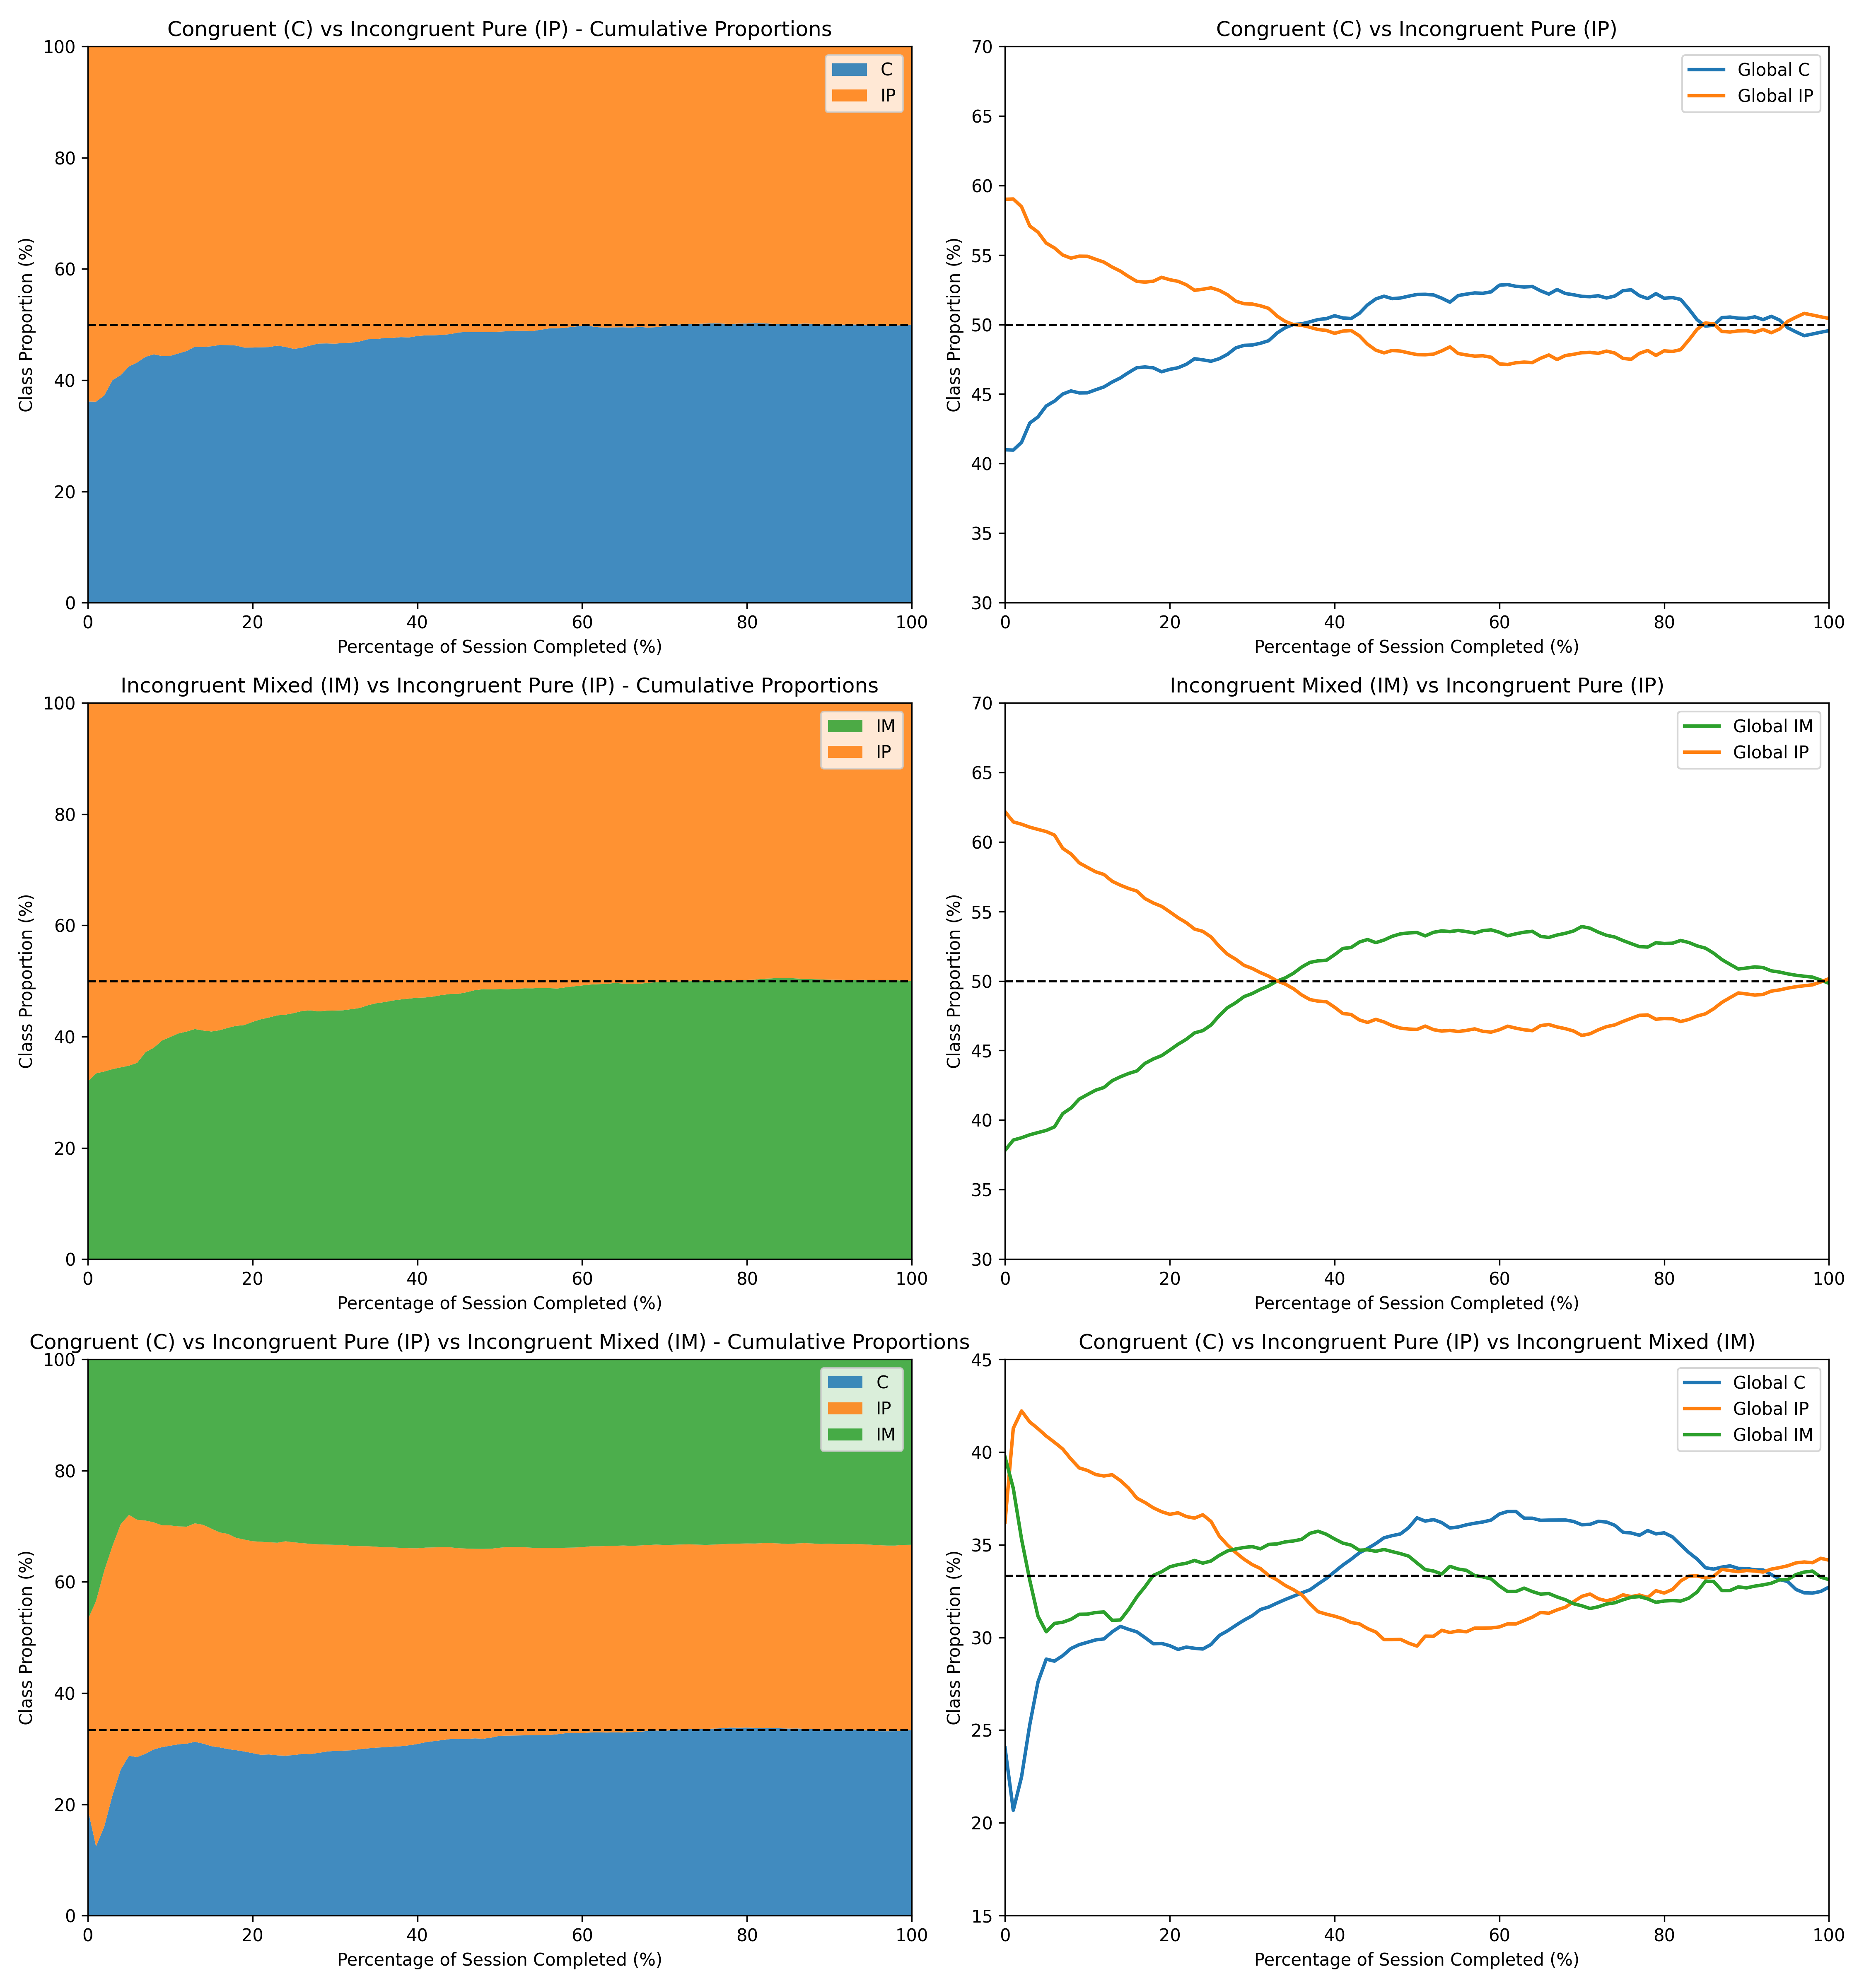 Congruent (C) vs Incongruent Pure (IP) - Cumulative Proportions
100
80
60
40
20
0
Class Proportion (%)
C
IP
0 20 40 60 80 100
Percentage of Session Completed (%)
Congruent (C) vs Incongruent Pure (IP)
70
65
60
55
50
45
40
35
30
Class Proportion (%)
Global C
Global IP
0 20 40 60 80 100
Percentage of Session Completed (%)
Incongruent Mixed (IM) vs Incongruent Pure (IP) - Cumulative Proportions
100
80
60
40
20
0
Class Proportion (%)
IM
IP
0 20 40 60 80 100
Percentage of Session Completed (%)
Incongruent Mixed (IM) vs Incongruent Pure (IP)
70
65
60
55
50
45
40
35
30
Class Proportion (%)
Global IM
Global IP
0 20 40 60 80 100
Percentage of Session Completed (%)
Congruent (C) vs Incongruent Pure (IP) vs Incongruent Mixed (IM) - Cumulative Proportions
100
80
60
40
20
0
Class Proportion (%)
C
IP
IM
0 20 40 60 80 100
Percentage of Session Completed (%)
Congruent (C) vs Incongruent Pure (IP) vs Incongruent Mixed (IM)
45
40
35
30
25
20
15
Class Proportion (%)
Global C
Global IP
Global IM
0 20 40 60 80 100
Percentage of Session Completed (%)